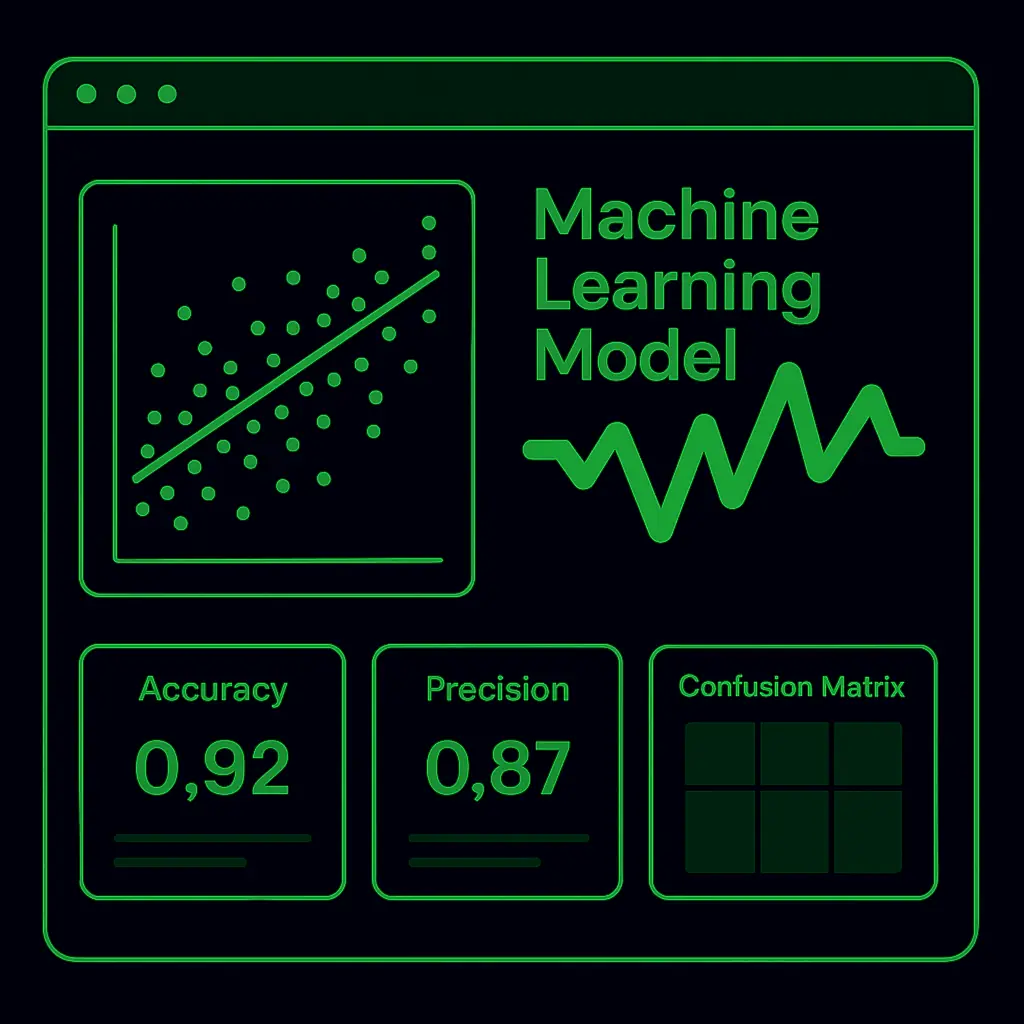 Machine
Learning
Model
Accuracy
0,92
Precision
0,87
Confusion Matrix